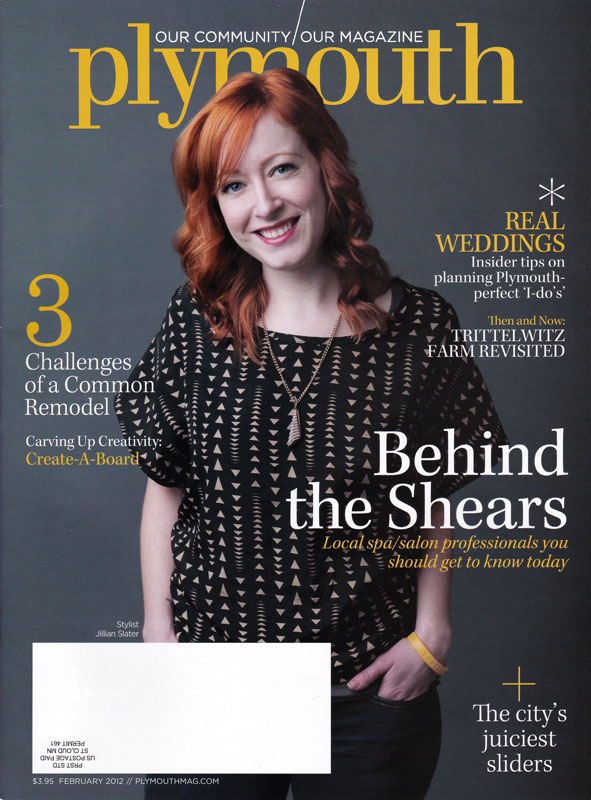 OUR COMMUNITY / OUR MAGAZINE
plymouth
*
REAL
WEDDINGS
Insider tips on
planning Plymouth-
perfect ‘I-do’s’
Then and Now:
TRITTELWITZ
FARM REVISITED
3
Challenges
of a Common
Remodel
Carving Up Creativity:
Create-A-Board
Behind
the Shears
Local spa/salon professionals you
should get to know today
Stylist
Jillian Slater
+
The city’s
juiciest
sliders
PRST STD
US POSTAGE PAID
ST CLOUD MN
PERMIT 461
$3.95 FEBRUARY 2012 // PLYMOUTHMAG.COM